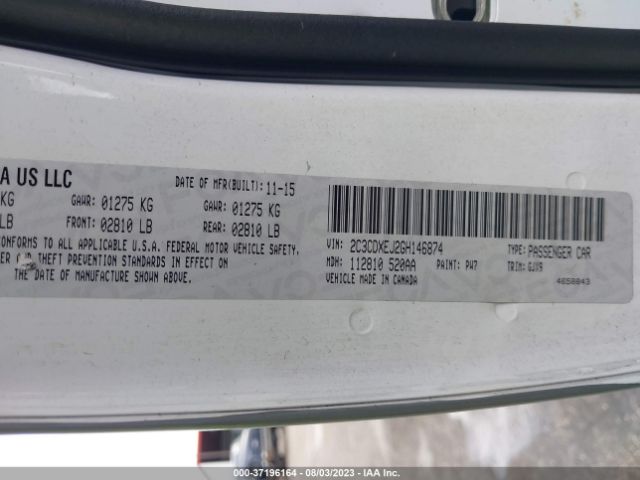 A US LLC
DATE OF MFR(BUILT): 11-15
KG GAWR: 01275 KG GAWR: 01275 KG
LB FRONT: 02810 LB REAR: 02810 LB
CONFORMS TO ALL APPLICABLE U.S.A. FEDERAL MOTOR VEHICLE SAFETY.
ER AND THEFT PREVENTION STANDARDS IN EFFECT ON
THE DATE OF MANUFACTURE SHOWN ABOVE.
VIN: 2C3CDXEJ2GH146874 TYPE: PASSENGER CAR
MDH: 112810 520AA PAINT: PW7 TRIM: GJX9
VEHICLE MADE IN CANADA 4658843
000-37196164 - 08/03/2023 - IAA Inc.